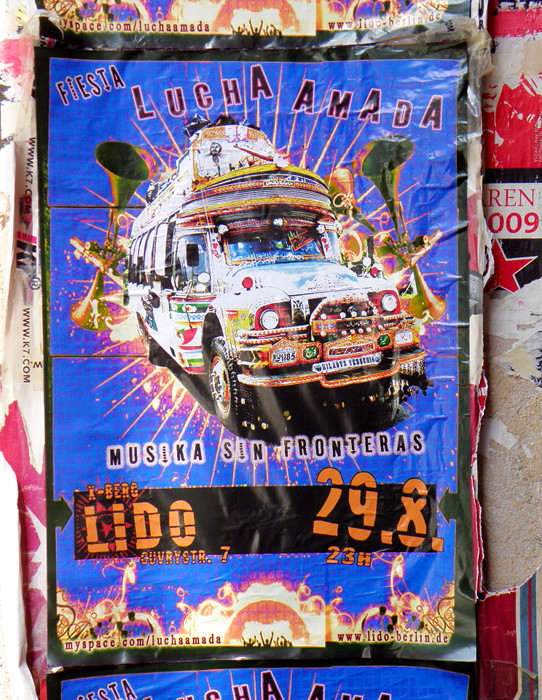 myspace.com/luchaamada
www.lido-berlin.de
FIESTA
LUCHA AMADA
WWW.K7.COM
WWW.K7.COM
REN
009
MUSIKA SIN FRONTERAS
X-BERG
LIDO
CUVRYSTR. 7
29.8.
23H
myspace.com/luchaamada
www.lido-berlin.de
FIESTA
LUCHA AMADA